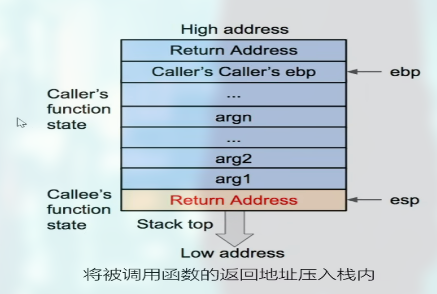 High address
Return Address
Caller's Caller's ebp
ebp
Caller's
function
state
...
argn
...
arg2
arg1
Callee's
function
state
Return Address
esp
Stack top
Low address
将被调用函数的返回地址压入栈内